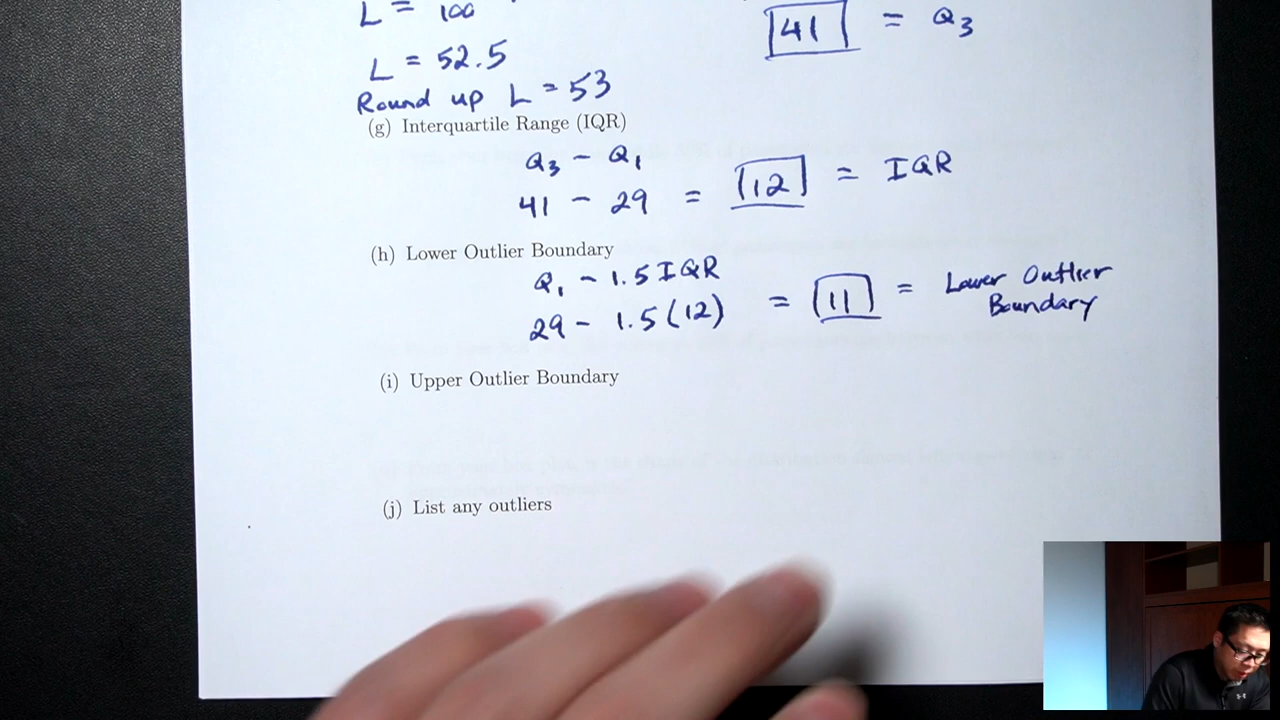 L = 100
41 = Q3
L = 52.5
Round up L = 53
(g) Interquartile Range (IQR)
Q3 - Q1
41 - 29 = 12 = IQR
(h) Lower Outlier Boundary
Q1 - 1.5 IQR
29 - 1.5(12) = 11 = Lower Outlier Boundary
(i) Upper Outlier Boundary
(j) List any outliers